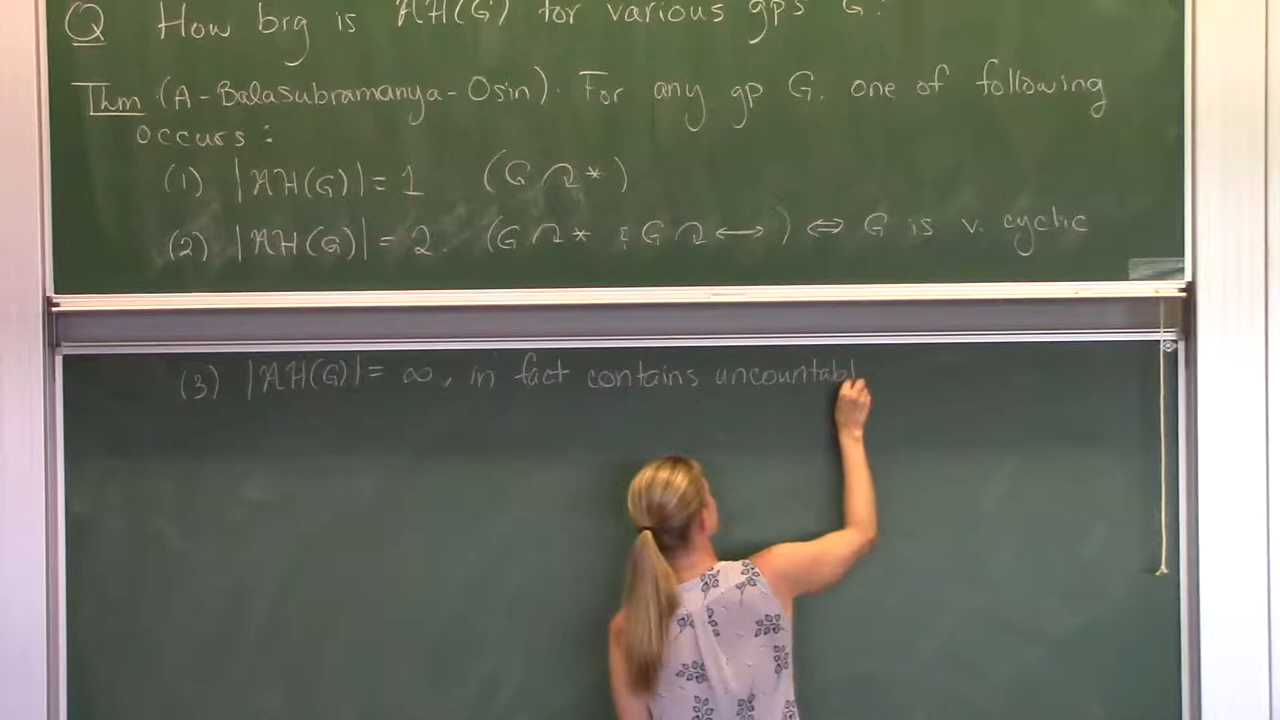 Q How big is AH(G) for various gps G?
Thm (A-Balasubramanya-Osin). For any gp G, one of following
occurs:
(1) |AH(G)| = 1 (G ↷ *)
(2) |AH(G)| = 2. (G ↷ * & G ↷ ⟷) ⇔ G is v. cyclic
(3) |AH(G)| = ∞, in fact contains uncountabl